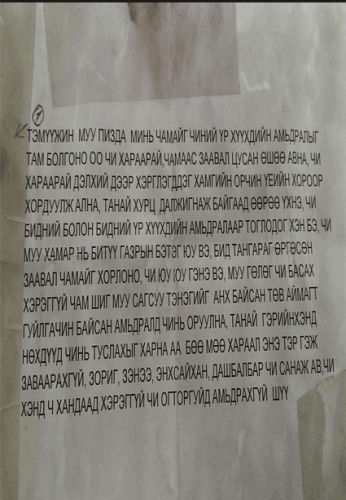 1
ТЭМҮҮЖИН МУУ ПИЗДА МИНЬ ЧАМАЙГ ЧИНИЙ ҮР ХҮҮХДИЙН АМЬДРАЛЫГ
ТАМ БОЛГОНО ОО ЧИ ХАРААРАЙ,ЧАМААС ЗААВАЛ ЦУСАН ӨШӨӨ АВНА, ЧИ
ХАРААРАЙ ДЭЛХИЙ ДЭЭР ХЭРГЛЭГДДЭГ ХАМГИЙН ОРЧИН ҮЕИЙН ХОРООР
ХОРДУУЛЖ АЛНА, ТАНАЙ ХУРЦ ДАЛЖИГНАЖ БАЙГААД ӨӨРӨӨ ҮХНЭ, ЧИ
БИДНИЙ БОЛОН БИДНИЙ ҮР ХҮҮХДИЙН АМЬДРАЛААР ТОГЛОДОГ ХЭН БЭ, ЧИ
МУУ ХАМАР НЬ БИТҮҮ ГАЗРЫН БЭТЭГ ЮУ ВЭ, БИД ТАНГАРАГ ӨРГӨСӨН
ЗААВАЛ ЧАМАЙГ ХОРЛОНО, ЧИ ЮУ ЮУ ГЭНЭ ВЭ, МУУ ГӨЛӨГ ЧИ БАСАХ
ХЭРЭГГҮЙ ЧАМ ШИГ МУУ САГСУУ ТЭНЭГИЙГ АНХ БАЙСАН ТӨВ АЙМАГТ
ГУЙЛГАЧИН БАЙСАН АМЬДРАЛД ЧИНЬ ОРУУЛНА, ТАНАЙ ГЭРИЙНХЭНД
НӨХДҮҮД ЧИНЬ ТУСЛАХЫГ ХАРНА АА БӨӨ МӨӨ ХАРААЛ ЭНЭ ТЭР ГЭЖ
ЗАВААРАХГҮЙ, ЗОРИГ, ЗЭНЭЭ, ЭНХСАЙХАН, ДАШБАЛБАР ЧИ САНАЖ АВ,ЧИ
ХЭНД Ч ХАНДААД ХЭРЭГГҮЙ ЧИ ОГТОРГУЙД АМЬДРАХГҮЙ ШҮҮ